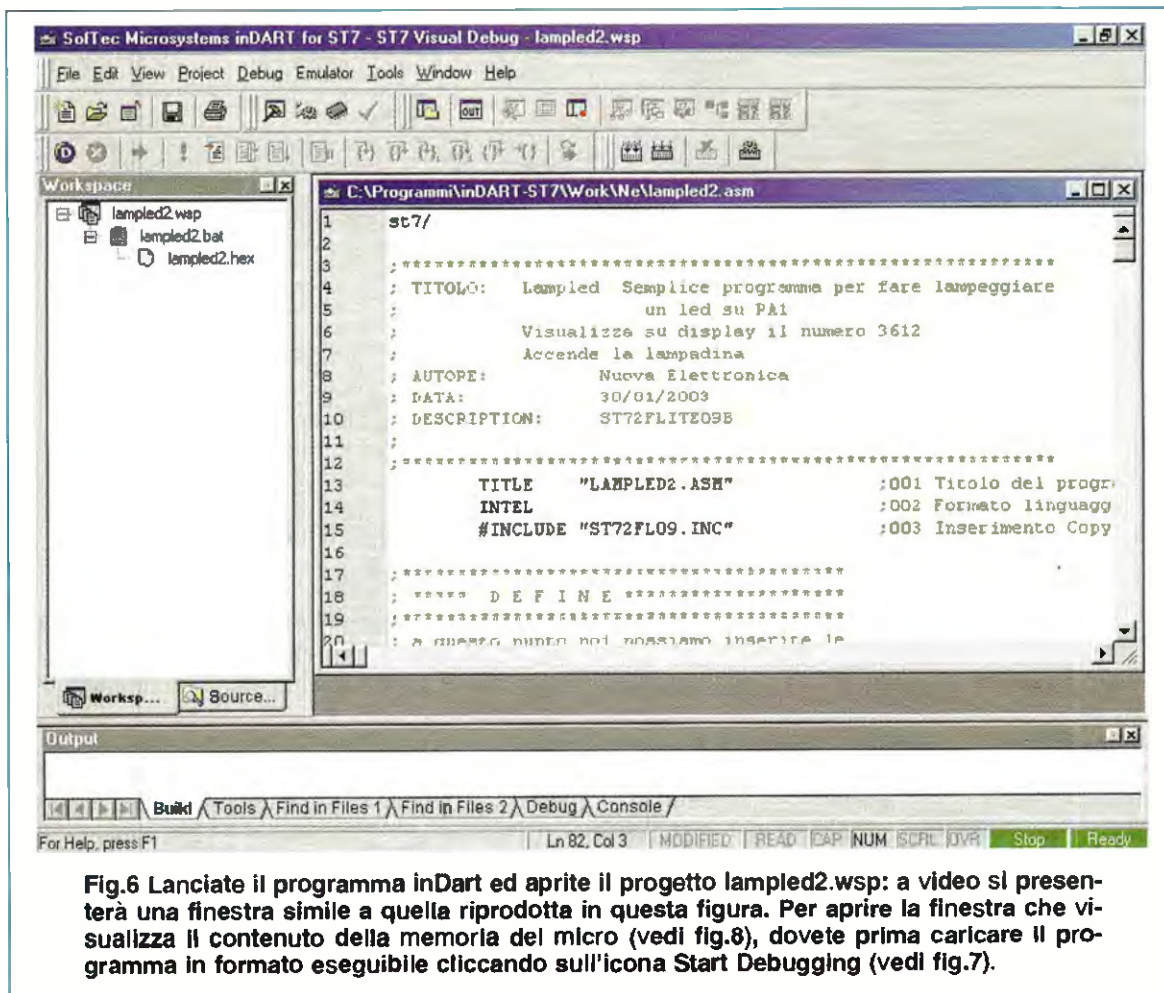 SofTec Microsystems inDART for ST7 - ST7 Visual Debug - lampled2.wsp
File Edit View Project Debug Emulator Tools Window Help
Workspace
lampled2.wsp
lampled2.bat
lampled2.hex
Worksp... Source...
C:\Programmi\inDART-ST7\Work\Ne\lampled2.asm
1 st7/
2
3 ;************************************************************
4 ; TITOLO: Lampled Semplice programma per fare lampeggiare
5 ; un led su PA1
6 ; Visualizza su display il numero 3612
7 ; Accende la lampadina
8 ; AUTORE: Nuova Elettronica
9 ; DATA: 30/01/2003
10 ; DESCRIPTION: ST72FLITE09B
11 ;
12 ;************************************************************
13 TITLE "LAMPLED2.ASM" ;001 Titolo del progr
14 INTEL ;002 Formato linguagg
15 #INCLUDE "ST72FL09.INC" ;003 Inserimento Copy
16
17 ;****************************************
18 ; ***** D E F I N E ********************
19 ;****************************************
20 ; a questo punto noi possiamo inserire le
Output
Build Tools Find in Files 1 Find in Files 2 Debug Console
For Help, press F1 Ln 82, Col 3 MODIFIED READ CAP NUM SCRL OVR Stop Ready
Fig.6 Lanciate il programma inDart ed aprite il progetto lampled2.wsp: a video si presen-
terà una finestra simile a quella riprodotta in questa figura. Per aprire la finestra che vi-
sualizza il contenuto della memoria del micro (vedi fig.8), dovete prima caricare il pro-
gramma in formato eseguibile cliccando sull'icona Start Debugging (vedi fig.7).